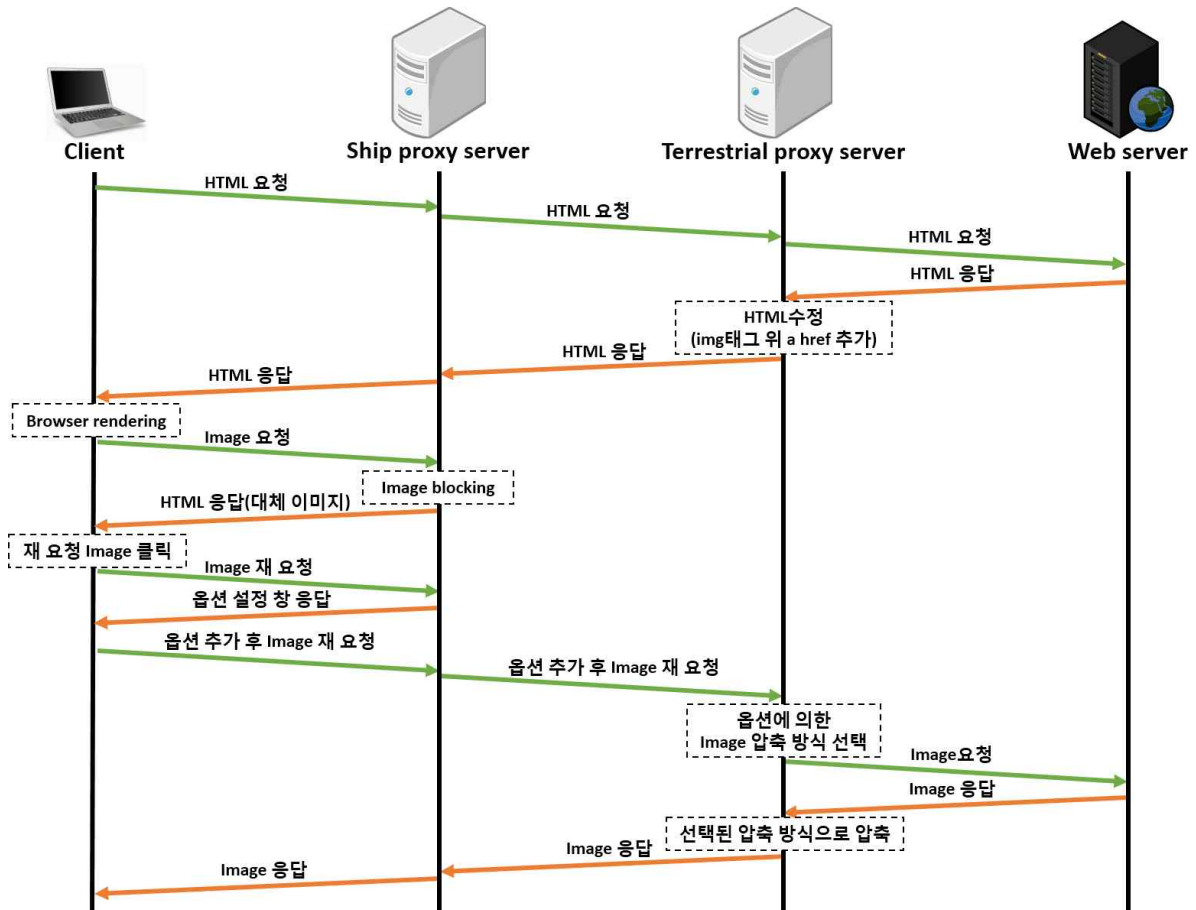 Client
Ship proxy server
Terrestrial proxy server
Web server
HTML 요청
HTML 요청
HTML 요청
HTML 응답
HTML수정
(img태그 위 a href 추가)
HTML 응답
HTML 응답
Browser rendering
Image 요청
Image blocking
HTML 응답(대체 이미지)
재 요청 Image 클릭
Image 재 요청
옵션 설정 창 응답
옵션 추가 후 Image 재 요청
옵션 추가 후 Image 재 요청
옵션에 의한
Image 압축 방식 선택
Image요청
Image 응답
선택된 압축 방식으로 압축
Image 응답
Image 응답